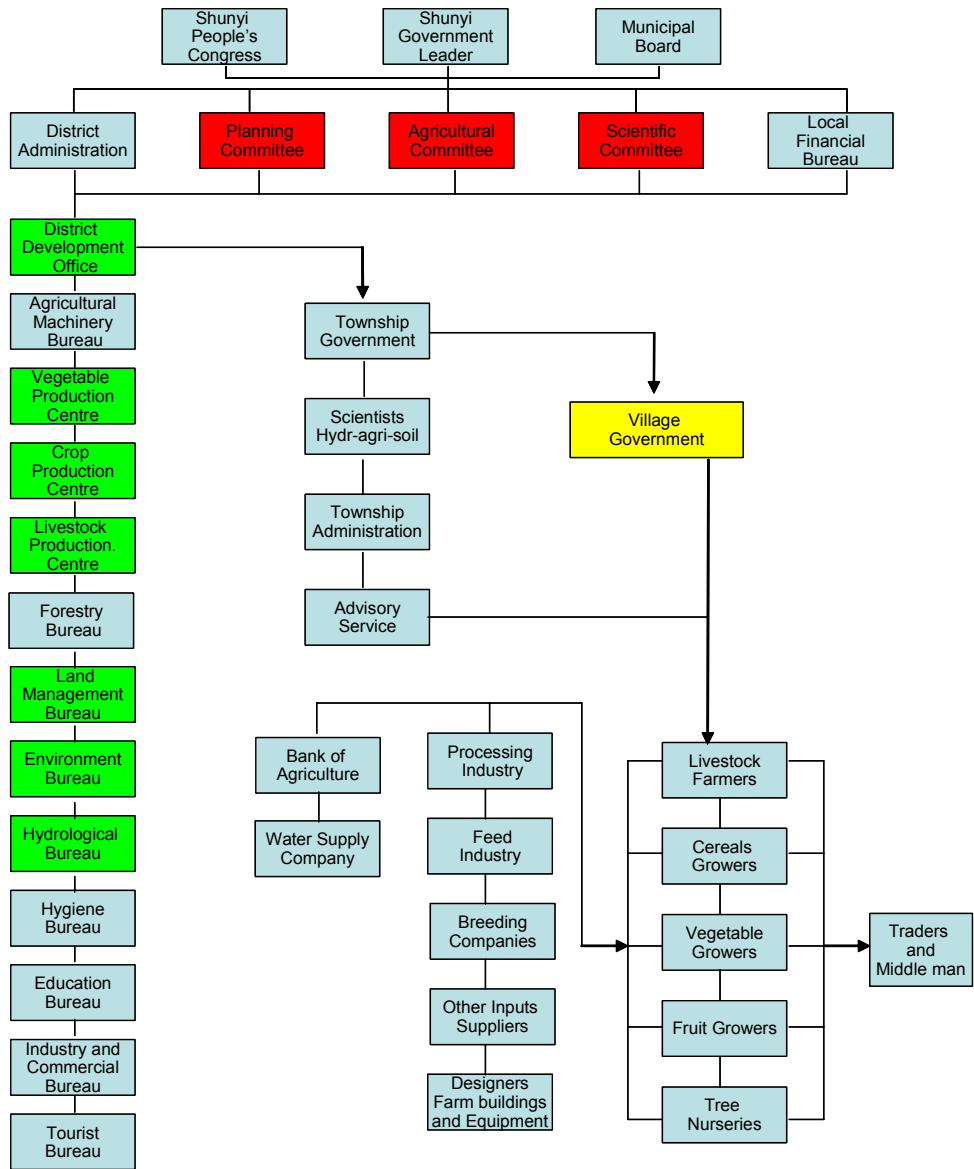 Shunyi
People's
Congress
Shunyi
Government
Leader
Municipal
Board
District
Administration
Planning
Committee
Agricultural
Committee
Scientific
Committee
Local
Financial
Bureau
District
Development
Office
Agricultural
Machinery
Bureau
Vegetable
Production
Centre
Crop
Production
Centre
Livestock
Production.
Centre
Forestry
Bureau
Land
Management
Bureau
Environment
Bureau
Hydrological
Bureau
Hygiene
Bureau
Education
Bureau
Industry and
Commercial
Bureau
Tourist
Bureau
Township
Government
Scientists
Hydr-agri-soil
Township
Administration
Advisory
Service
Village
Government
Bank of
Agriculture
Water Supply
Company
Processing
Industry
Feed
Industry
Breeding
Companies
Other Inputs
Suppliers
Designers
Farm buildings
and Equipment
Livestock
Farmers
Cereals
Growers
Vegetable
Growers
Fruit Growers
Tree
Nurseries
Traders
and
Middle man